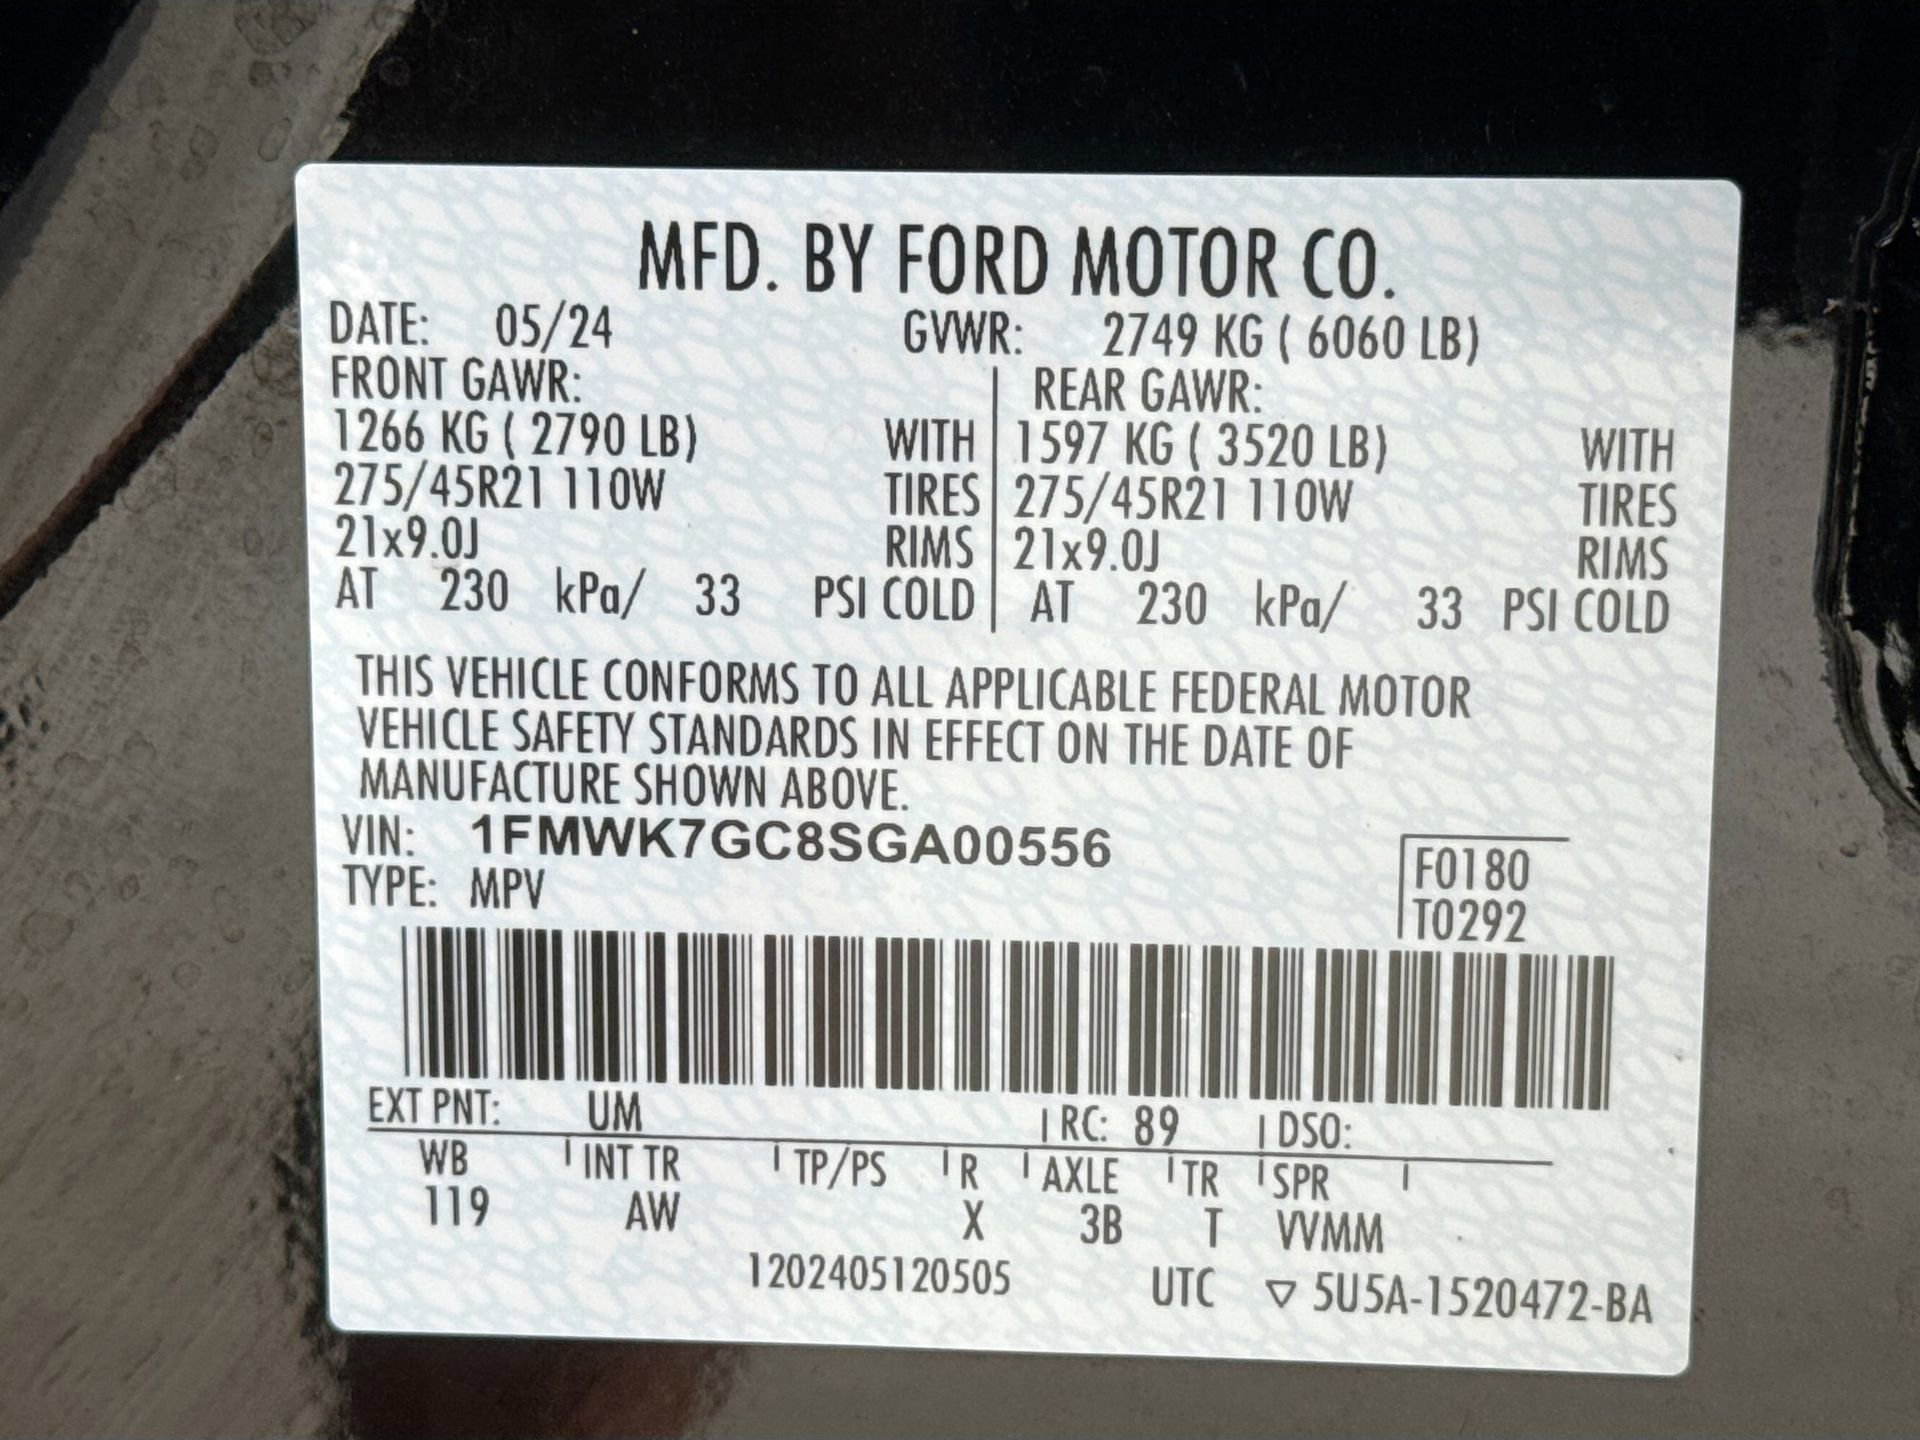 MFD. BY FORD MOTOR CO.
DATE: 05/24 GVWR: 2749 KG ( 6060 LB)
FRONT GAWR: REAR GAWR:
1266 KG ( 2790 LB) WITH 1597 KG ( 3520 LB) WITH
275/45R21 110W TIRES 275/45R21 110W TIRES
21x9.0J RIMS 21x9.0J RIMS
AT 230 kPa/ 33 PSI COLD AT 230 kPa/ 33 PSI COLD
THIS VEHICLE CONFORMS TO ALL APPLICABLE FEDERAL MOTOR
VEHICLE SAFETY STANDARDS IN EFFECT ON THE DATE OF
MANUFACTURE SHOWN ABOVE.
VIN: 1FMWK7GC8SGA00556
TYPE: MPV
F0180
T0292
EXT PNT: UM RC: 89 DSO:
WB INT TR TP/PS R AXLE TR SPR
119 AW X 3B T VVMM
1202405120505 UTC ▽ 5U5A-1520472-BA